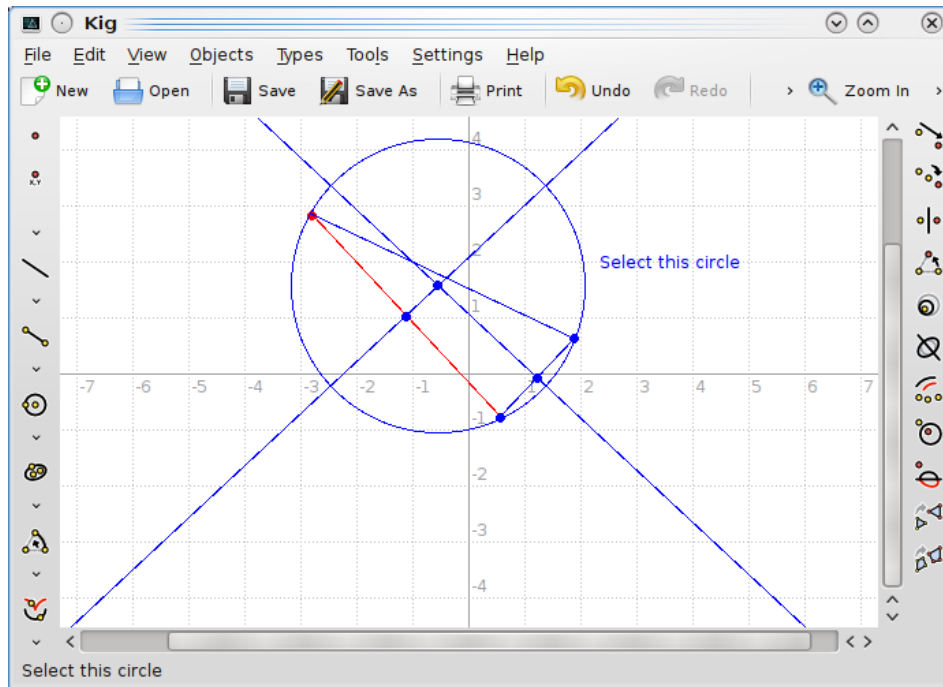 Kig
File Edit View Objects Types Tools Settings Help
New Open Save Save As Print Undo Redo Zoom In
X,Y
4
3
2
Select this circle
1
-7 -6 -5 -4 -3 -2 -1 1 2 3 4 5 6 7
-1
-2
-3
-4
Select this circle